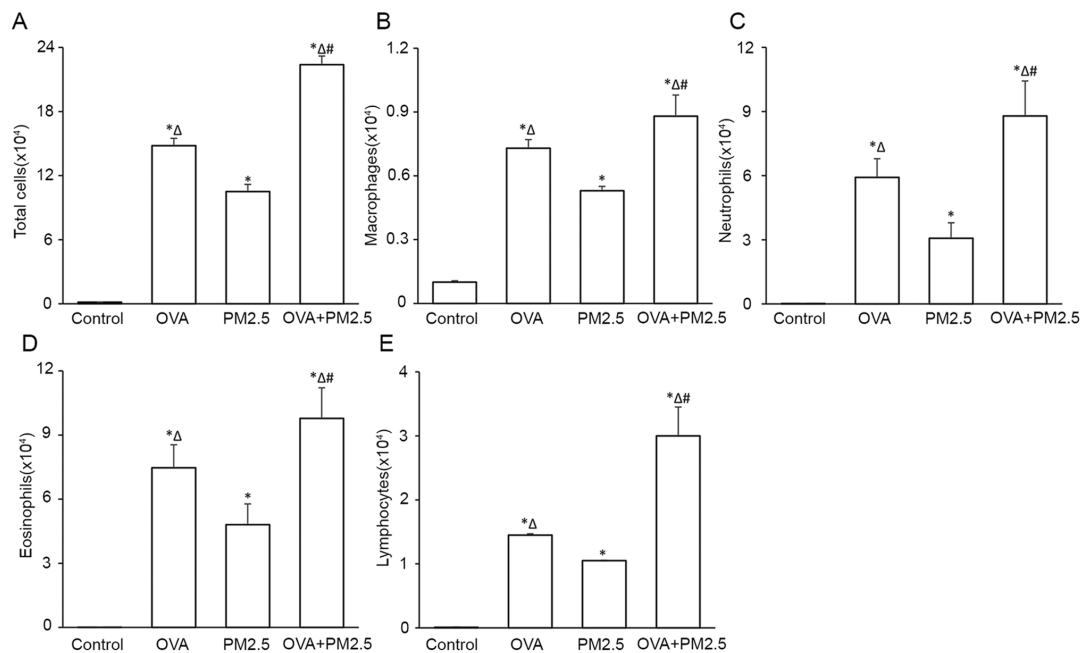 A
Total cells(x10⁴)
24
18
12
6
0
*Δ
*
*Δ#
Control OVA PM2.5 OVA+PM2.5
B
Macrophages(x10⁴)
1.2
0.9
0.6
0.3
0
*Δ
*
*Δ#
Control OVA PM2.5 OVA+PM2.5
C
Neutrophils(x10⁴)
12
9
6
3
0
*Δ
*
*Δ#
Control OVA PM2.5 OVA+PM2.5
D
Eosinophils(x10⁴)
12
9
6
3
0
*Δ
*
*Δ#
Control OVA PM2.5 OVA+PM2.5
E
Lymphocytes(x10⁴)
4
3
2
1
0
*Δ
*
*Δ#
Control OVA PM2.5 OVA+PM2.5